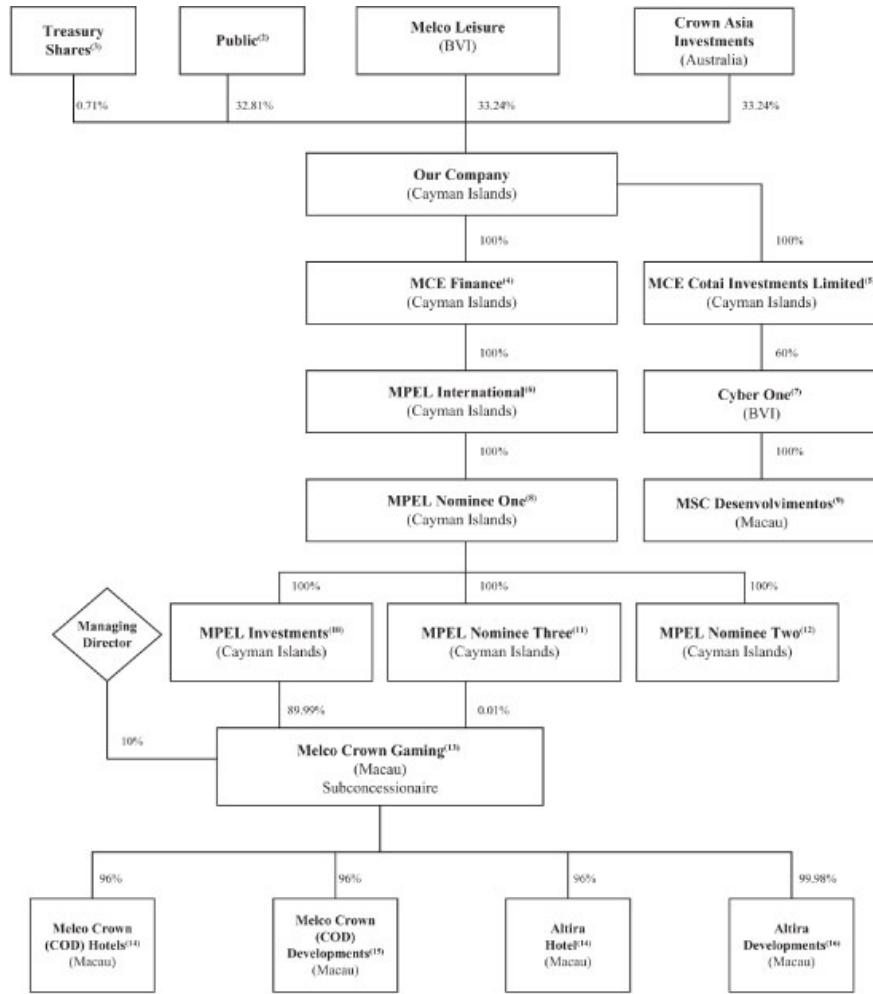 Treasury
Shares(3)
Public(2)
Melco Leisure
(BVI)
Crown Asia
Investments
(Australia)
0.71%
32.81%
33.24%
33.24%
Our Company
(Cayman Islands)
100%
100%
MCE Finance(4)
(Cayman Islands)
MCE Cotai Investments Limited(5)
(Cayman Islands)
100%
60%
MPEL International(6)
(Cayman Islands)
Cyber One(7)
(BVI)
100%
100%
MPEL Nominee One(8)
(Cayman Islands)
MSC Desenvolvimentos(9)
(Macau)
100%
100%
100%
Managing
Director
MPEL Investments(10)
(Cayman Islands)
MPEL Nominee Three(11)
(Cayman Islands)
MPEL Nominee Two(12)
(Cayman Islands)
89.99%
0.01%
10%
Melco Crown Gaming(13)
(Macau)
Subconcessionaire
96%
96%
96%
99.98%
Melco Crown
(COD) Hotels(14)
(Macau)
Melco Crown
(COD)
Developments(15)
(Macau)
Altira
Hotel(14)
(Macau)
Altira
Developments(16)
(Macau)